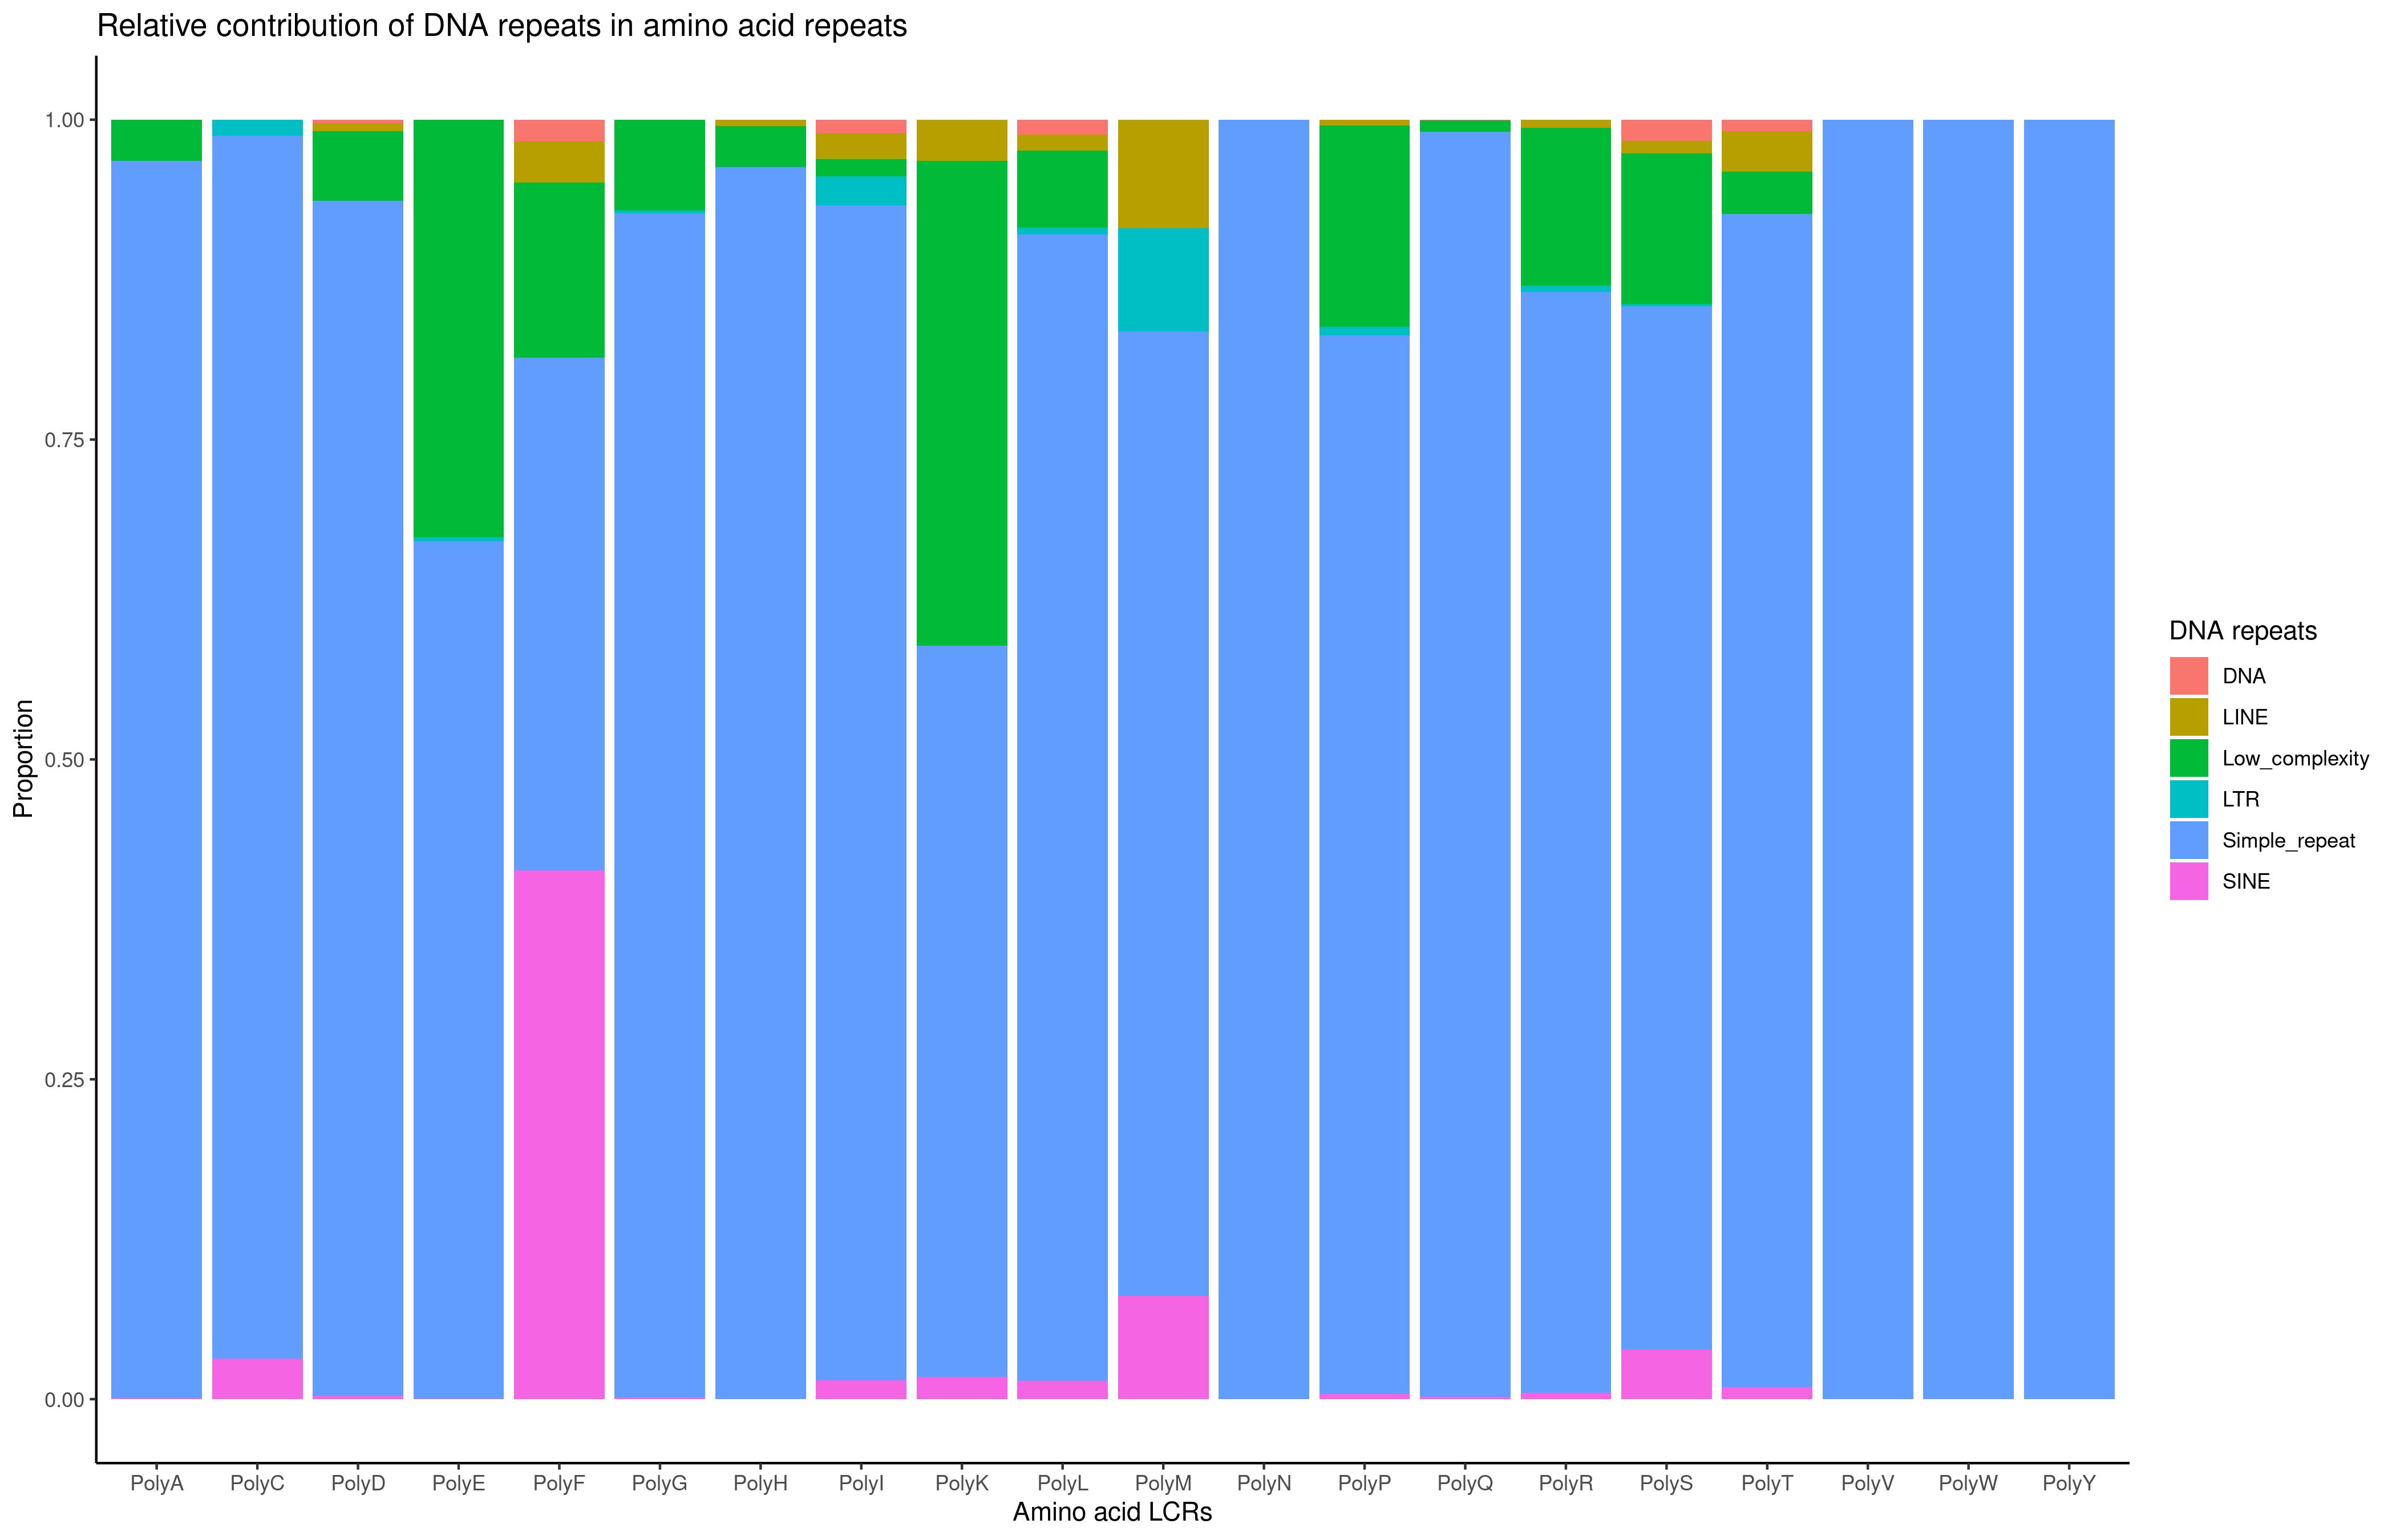 Relative contribution of DNA repeats in amino acid repeats
1.00
0.75
0.50
0.25
0.00
Proportion
PolyA PolyC PolyD PolyE PolyF PolyG PolyH PolyI PolyK PolyL PolyM PolyN PolyP PolyQ PolyR PolyS PolyT PolyV PolyW PolyY
Amino acid LCRs
DNA repeats
DNA
LINE
Low_complexity
LTR
Simple_repeat
SINE